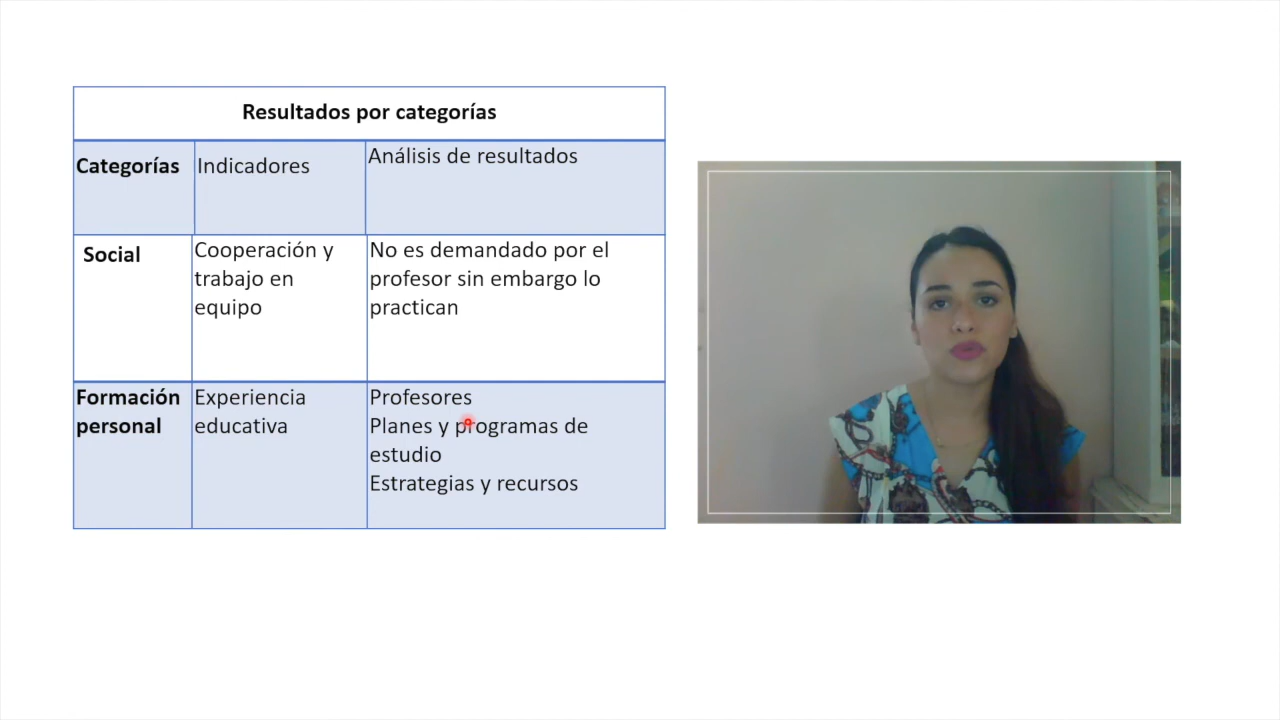 Resultados por categorías
Categorías
Indicadores
Análisis de resultados
Social
Cooperación y
trabajo en
equipo
No es demandado por el
profesor sin embargo lo
practican
Formación
personal
Experiencia
educativa
Profesores
Planes y programas de
estudio
Estrategias y recursos